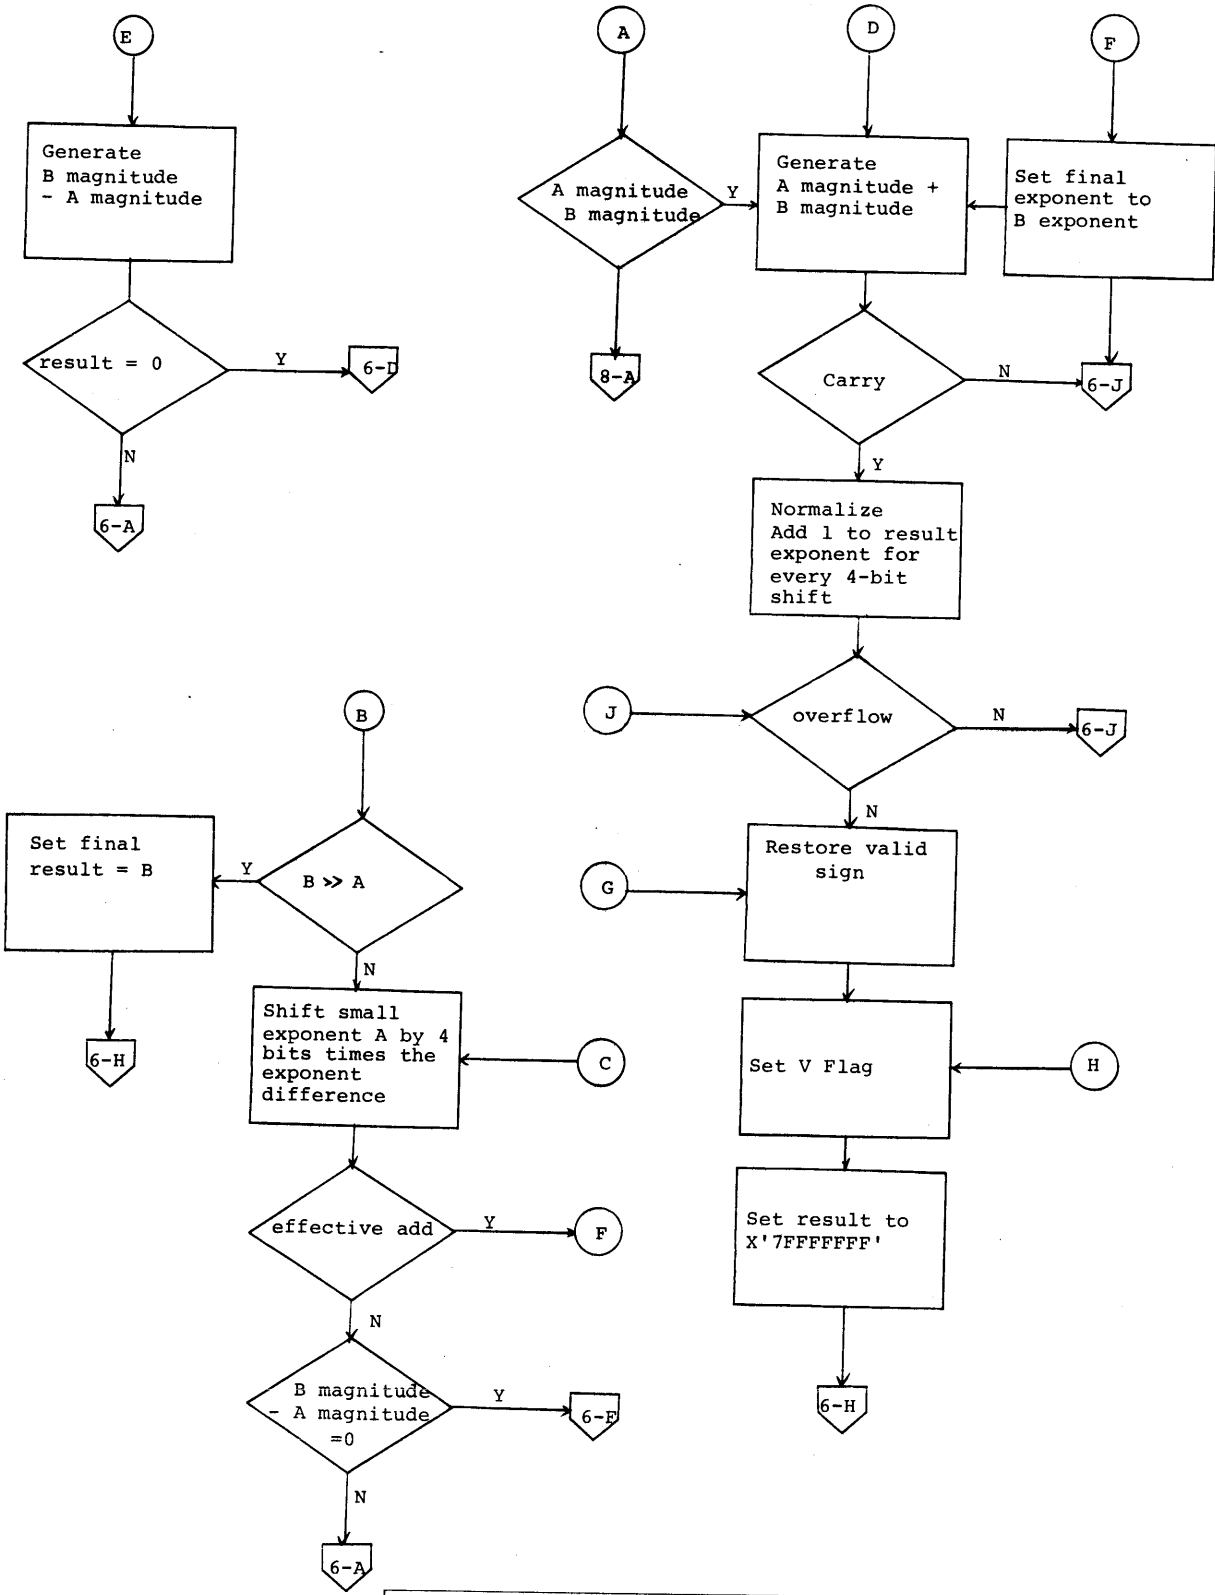 E
Generate
B magnitude
- A magnitude
result = 0
Y
6-D
N
6-A
A
A magnitude
B magnitude
Y
8-A
D
Generate
A magnitude +
B magnitude
F
Set final
exponent to
B exponent
Carry
N
6-J
Y
Normalize
Add 1 to result
exponent for
every 4-bit
shift
J
overflow
N
6-J
N
G
Restore valid
sign
Set V Flag
H
Set result to
X'7FFFFFFF'
6-H
B
B >> A
Y
Set final
result = B
6-H
N
Shift small
exponent A by 4
bits times the
exponent
difference
C
effective add
Y
F
N
B magnitude
- A magnitude
=0
Y
N
6-A